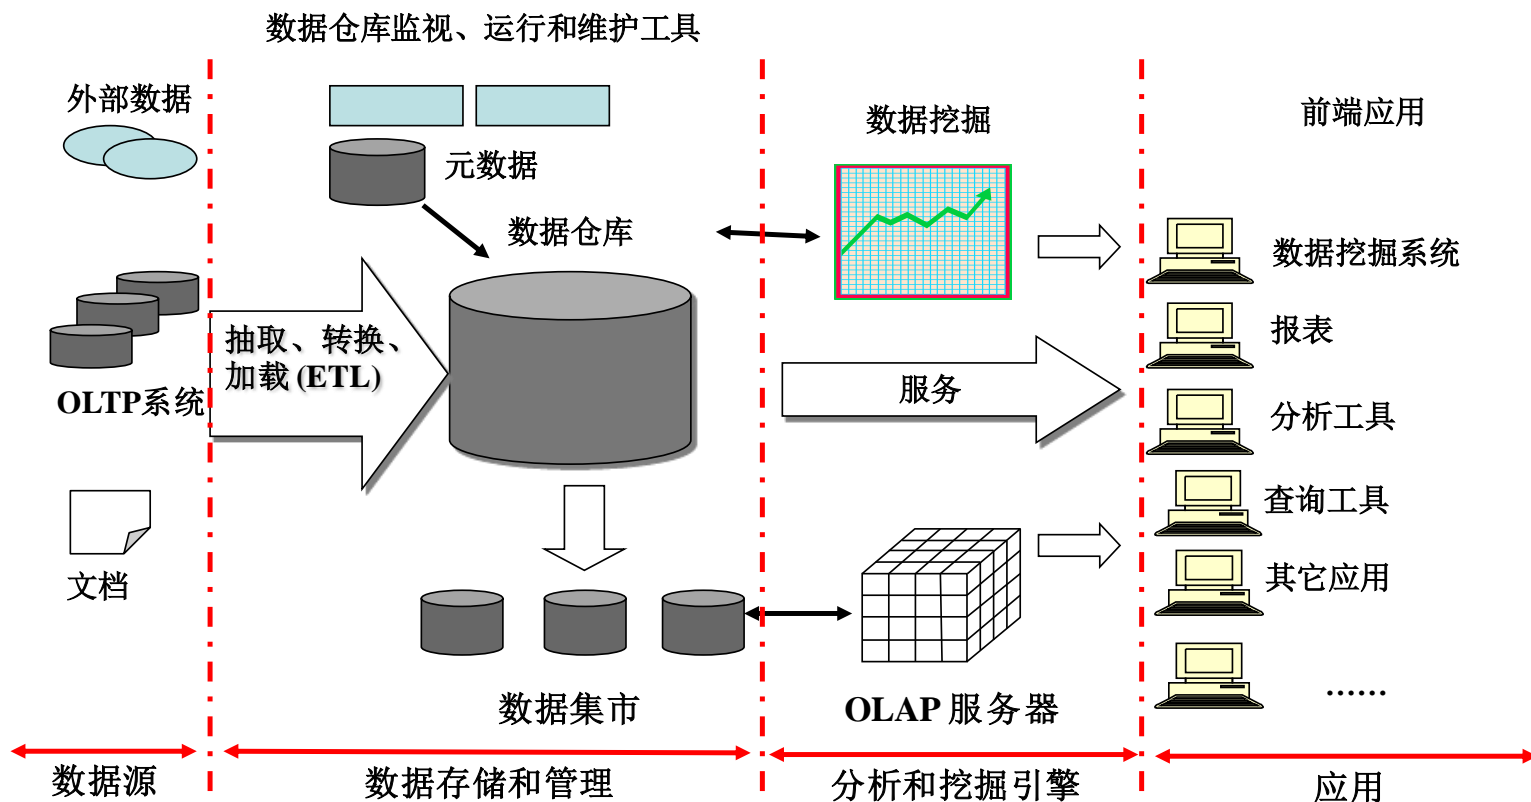 数据仓库监视、运行和维护工具
外部数据
元数据
数据仓库
数据挖掘
前端应用
抽取、转换、
加载 (ETL)
OLTP系统
服务
数据挖掘系统
报表
分析工具
查询工具
其它应用
......
文档
数据集市
OLAP 服务器
数据源
数据存储和管理
分析和挖掘引擎
应用